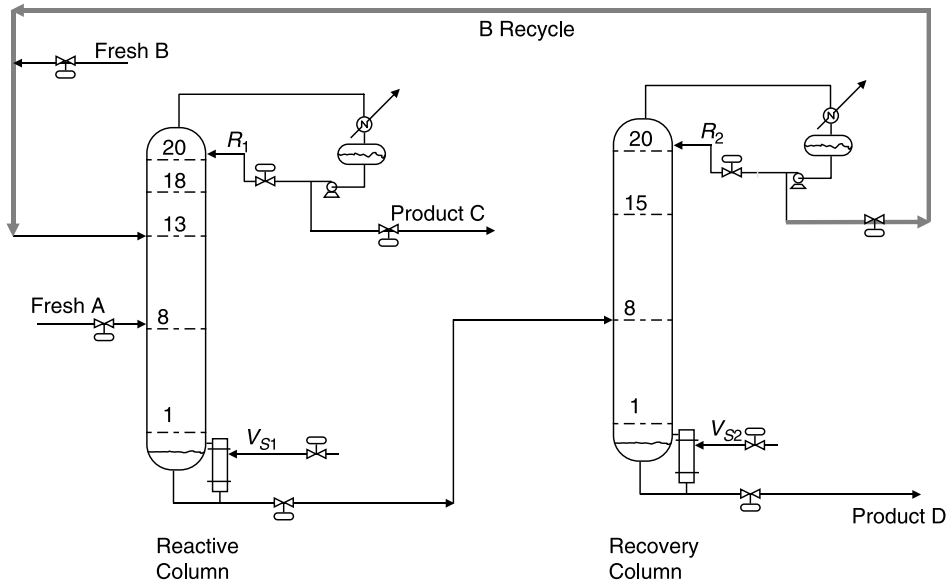 B Recycle
Fresh B
R1
R2
20
20
18
15
13
Product C
Fresh A
8
8
1
1
VS1
VS2
Product D
Reactive
Column
Recovery
Column